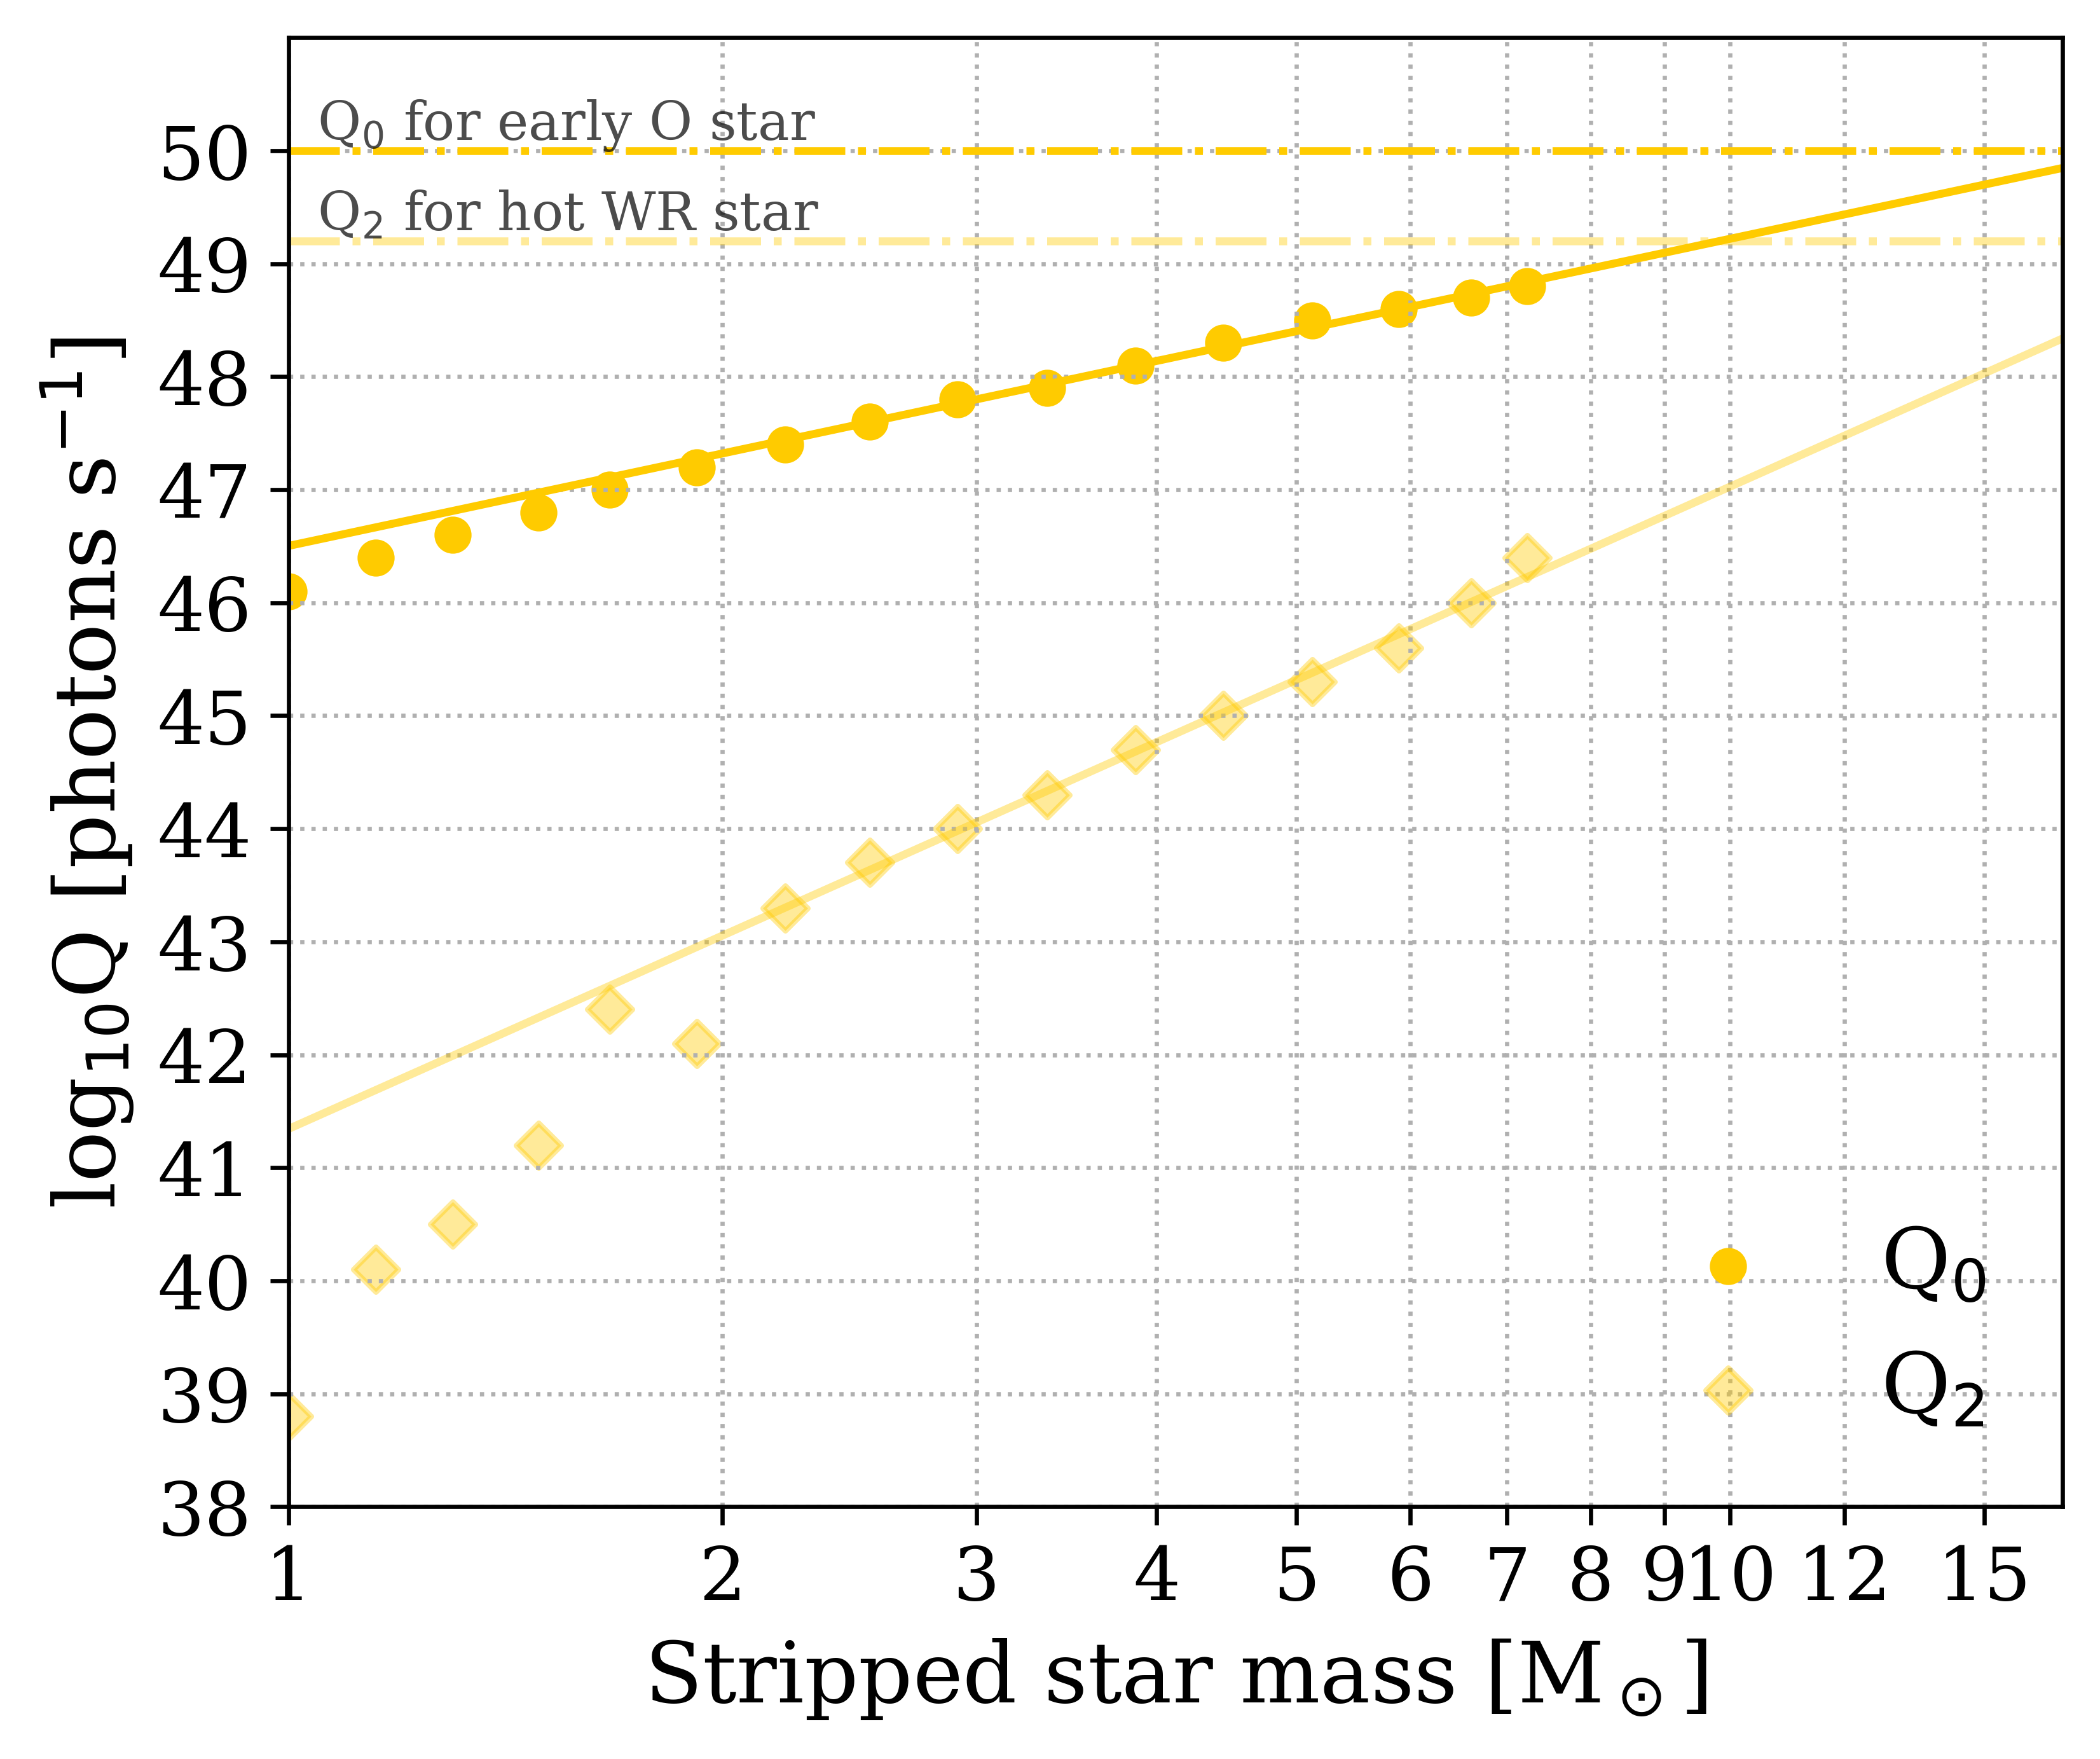 Q₀ for early O star
Q₂ for hot WR star
50
49
48
47
46
45
44
43
42
41
40
39
38
log₁₀Q [photons s⁻¹]
Q₀
Q₂
1 2 3 4 5 6 7 8 9 10 12 15
Stripped star mass [M☉]